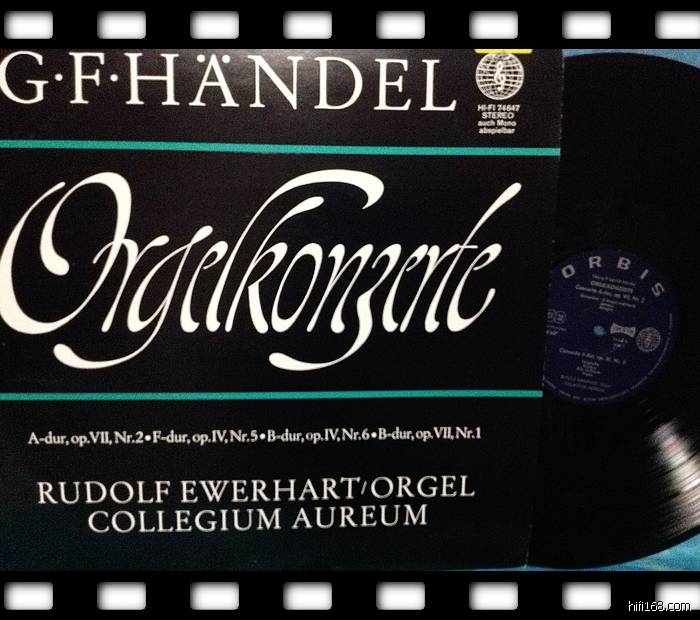 G·F·HÄNDEL
HI-FI 74647
STEREO
auch Mono
abspielbar
Orgelkonzerte
A-dur, op.VII, Nr.2•F-dur, op.IV, Nr.5•B-dur, op.IV, Nr.6•B-dur, op.VII, Nr.1
RUDOLF EWERHART/ORGEL
COLLEGIUM AUREUM
ORBIS
ORGELKONZERTE
hifi168.com